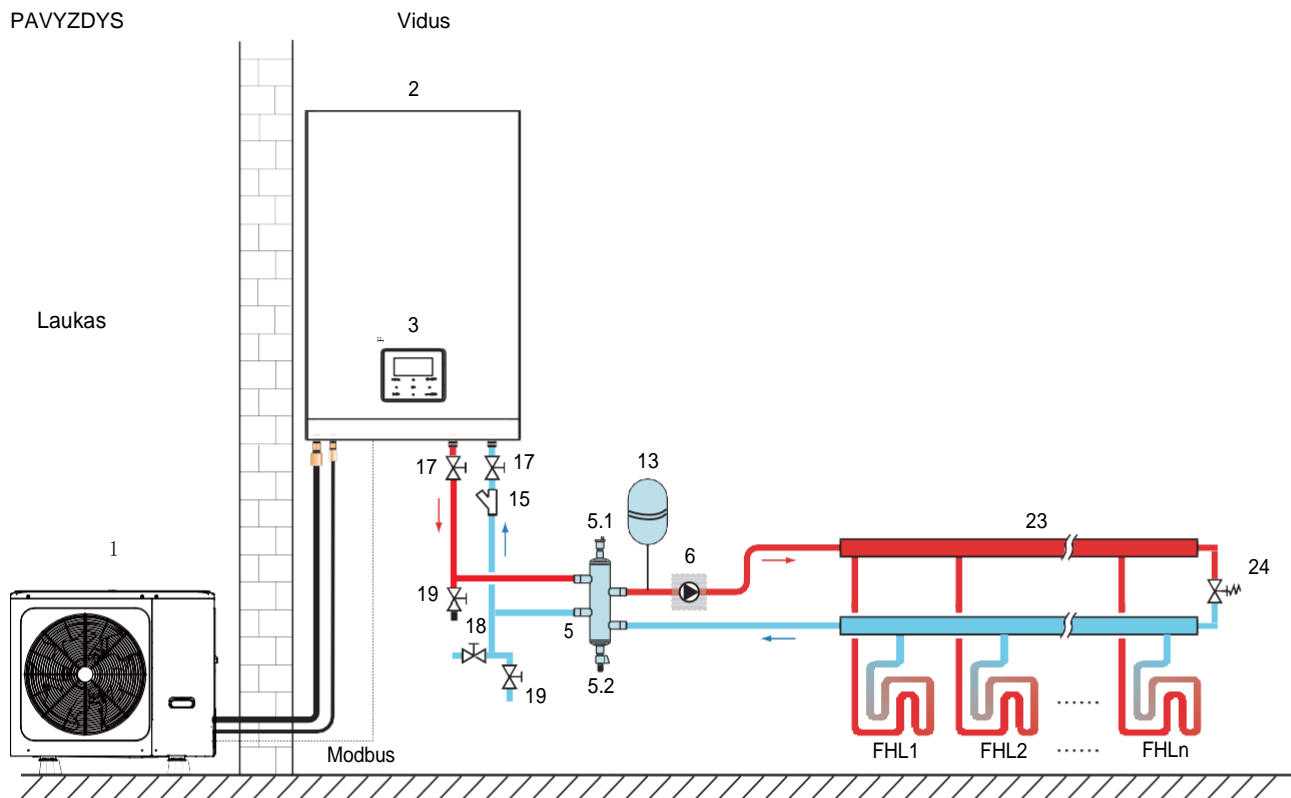 PAVYZDYS
Vidus
2
Laukas
3
17
17
15
13
5.1
6
23
24
1
19
18
5
19
5.2
Modbus
FHL1
FHL2
......
FHLn
......